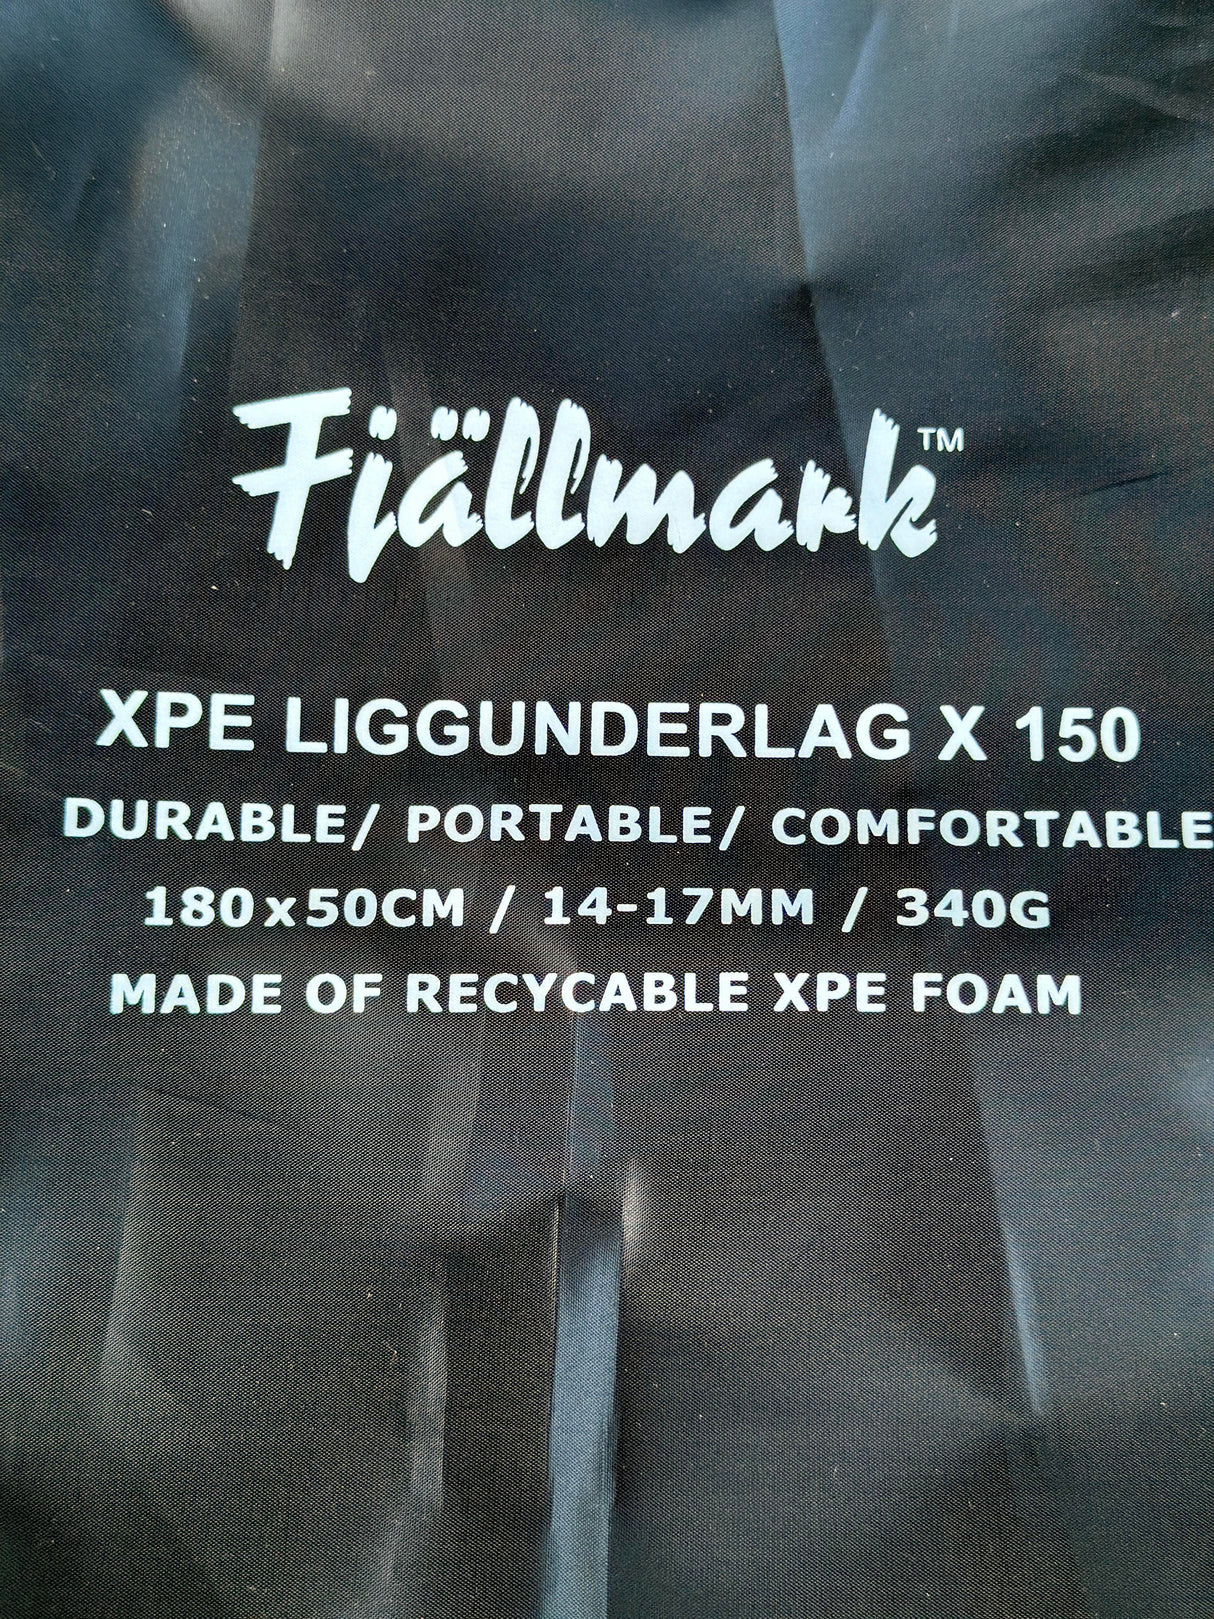 Fjällmark™
XPE LIGGUNDERLAG X 150
DURABLE/ PORTABLE/ COMFORTABLE
180x50CM / 14-17MM / 340G
MADE OF RECYCABLE XPE FOAM